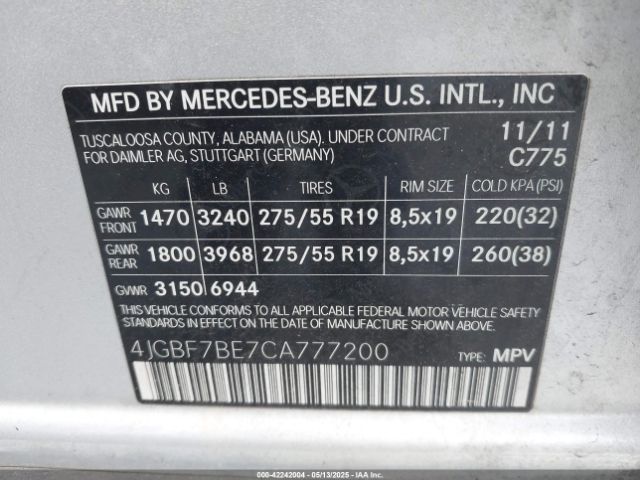 MFD BY MERCEDES-BENZ U.S. INTL., INC
TUSCALOOSA COUNTY, ALABAMA (USA). UNDER CONTRACT 11/11
FOR DAIMLER AG, STUTTGART (GERMANY) C775
KG LB TIRES RIM SIZE COLD KPA (PSI)
GAWR FRONT 1470 3240 275/55 R19 8,5x19 220(32)
GAWR REAR 1800 3968 275/55 R19 8,5x19 260(38)
GVWR 3150 6944
THIS VEHICLE CONFORMS TO ALL APPLICABLE FEDERAL MOTOR VEHICLE SAFETY
STANDARDS IN EFFECT ON THE DATE OF MANUFACTURE SHOWN ABOVE.
4JGBF7BE7CA777200 TYPE: MPV
000-42242004 05/13/2025 Copyright